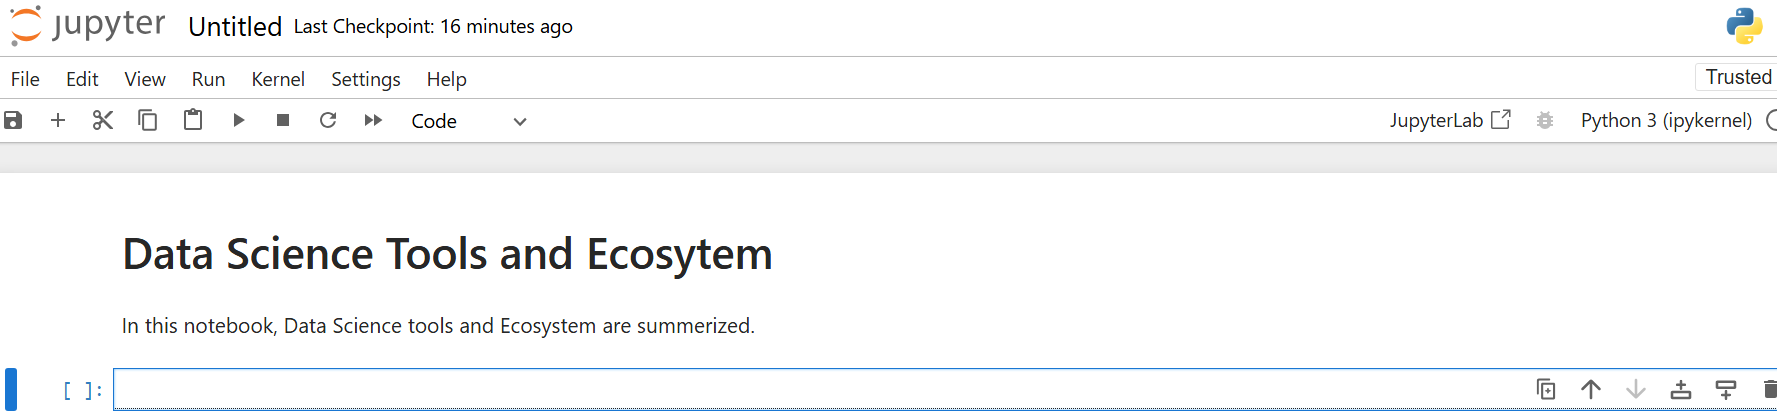 jupyter Untitled Last Checkpoint: 16 minutes ago
File Edit View Run Kernel Settings Help Trusted
Code JupyterLab Python 3 (ipykernel)
Data Science Tools and Ecosytem
In this notebook, Data Science tools and Ecosystem are summerized.
[ ]: